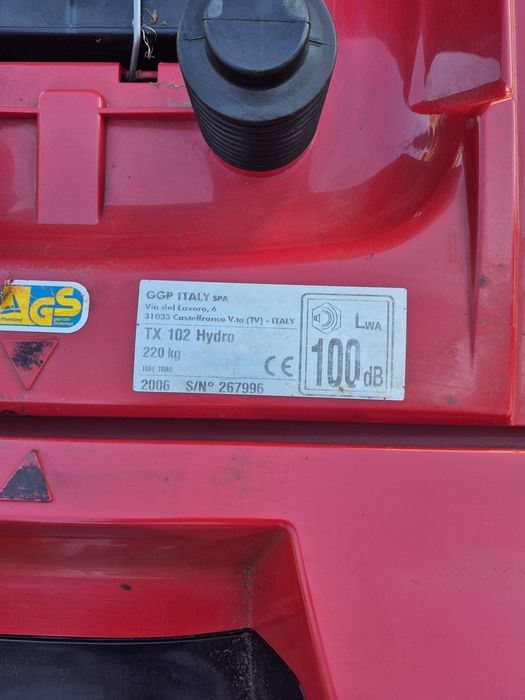 GGP ITALY SPA
Via del Lavoro, 6
31033 Castelfranco V.to (TV) - ITALY
TX 102 Hydro
220 kg
CE
2006 S/N° 267996
LWA
100 dB
GS